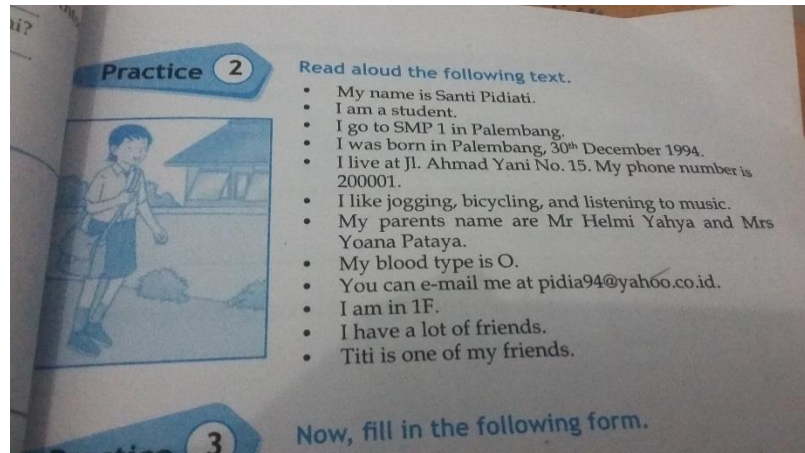 ni?
Practice 2
Read aloud the following text.
• My name is Santi Pidiati.
• I am a student.
• I go to SMP 1 in Palembang.
• I was born in Palembang, 30th December 1994.
• I live at Jl. Ahmad Yani No. 15. My phone number is
200001.
• I like jogging, bicycling, and listening to music.
• My parents name are Mr Helmi Yahya and Mrs
Yoana Pataya.
• My blood type is O.
• You can e-mail me at pidia94@yahoo.co.id.
• I am in 1F.
• I have a lot of friends.
• Titi is one of my friends.
Practice 3
Now, fill in the following form.